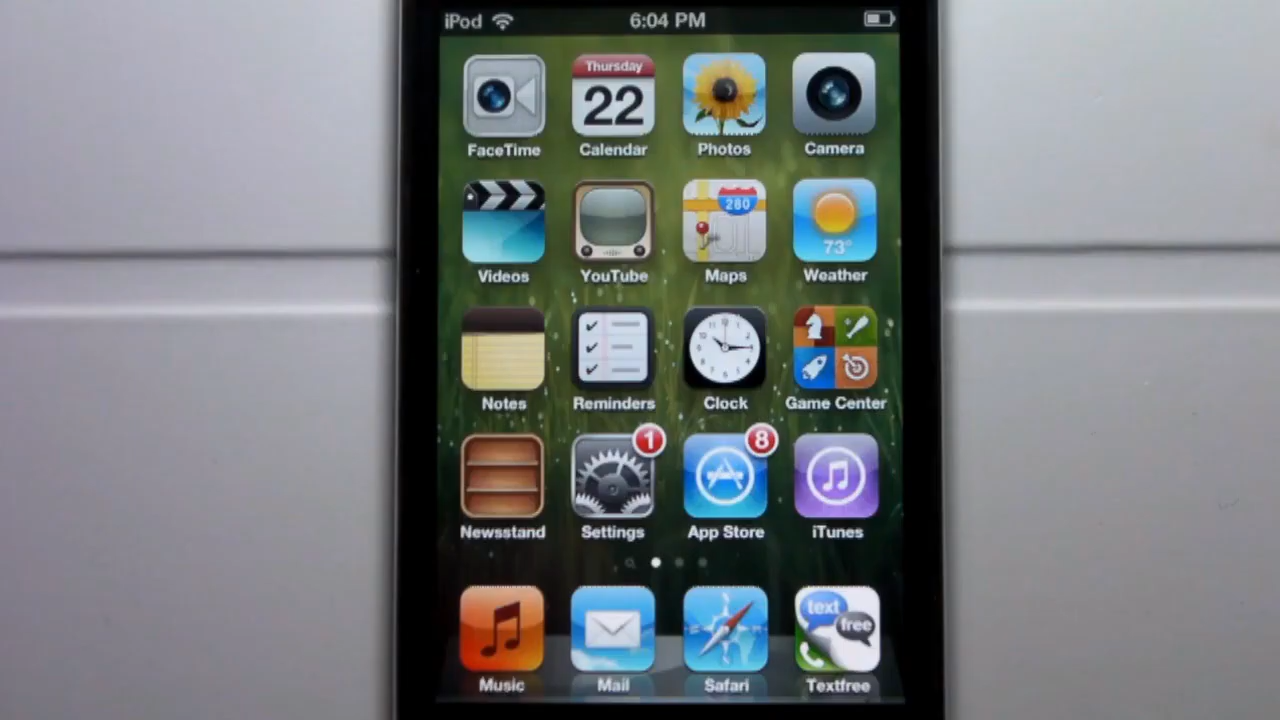 iPod 6:04 PM
Thursday
22
FaceTime Calendar Photos Camera
280
73°
Videos YouTube Maps Weather
Notes Reminders Clock Game Center
1 8
Newsstand Settings App Store iTunes
text
free
Music Mail Safari Textfree